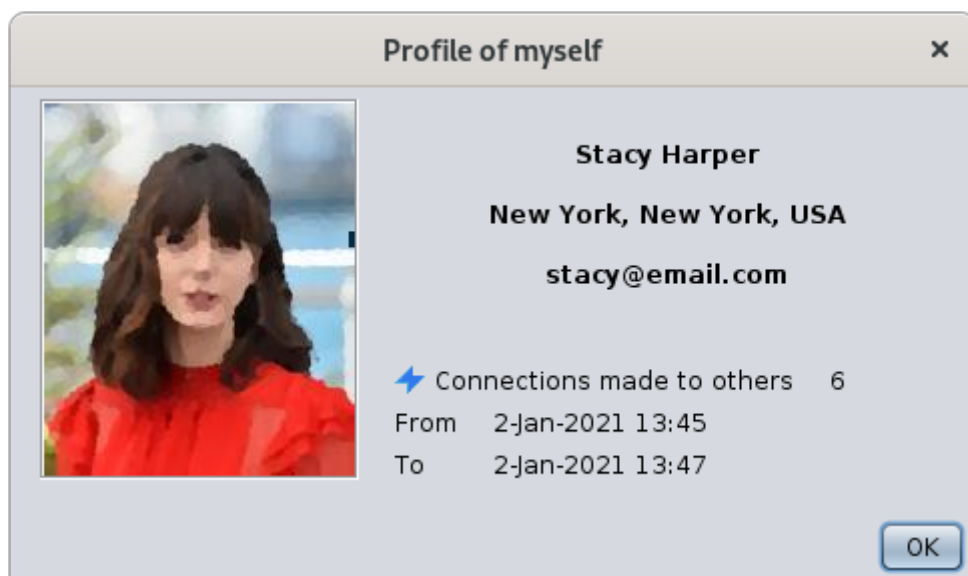 Profile of myself
Stacy Harper
New York, New York, USA
stacy@email.com
Connections made to others 6
From 2-Jan-2021 13:45
To 2-Jan-2021 13:47
OK